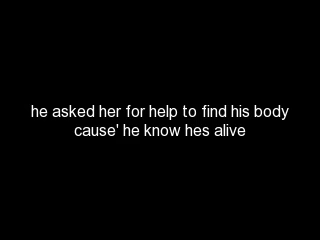 he asked her for help to find his body
cause' he know hes alive